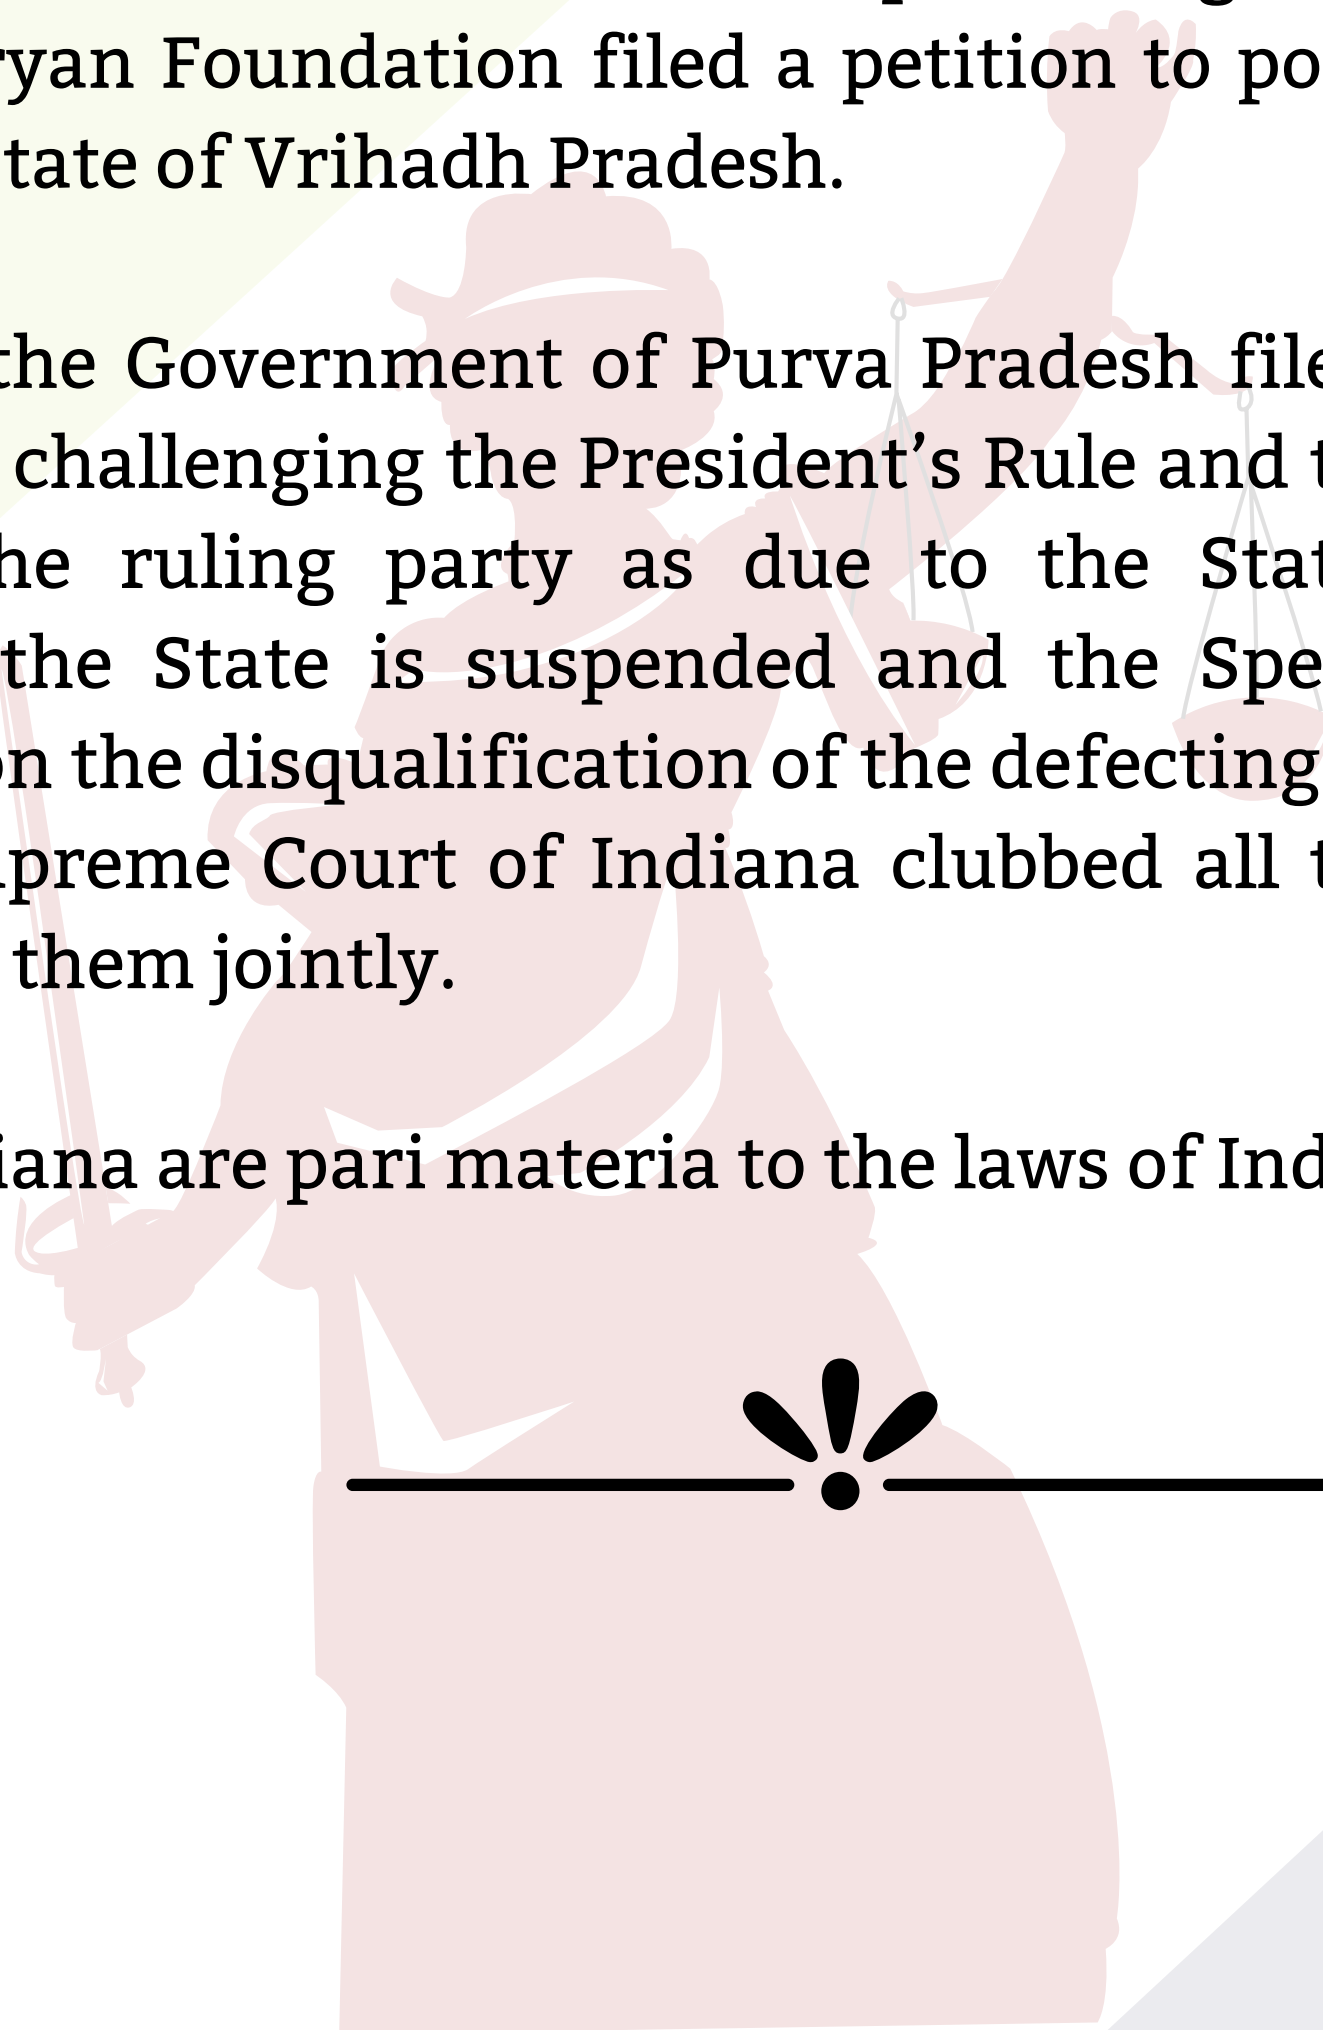 ryan Foundation filed a petition to po
tate of Vrihadh Pradesh.
the Government of Purva Pradesh file
challenging the President’s Rule and t
he ruling party as due to the Stat
the State is suspended and the Spe
on the disqualification of the defecting
upreme Court of Indiana clubbed all t
them jointly.
iana are pari materia to the laws of Ind